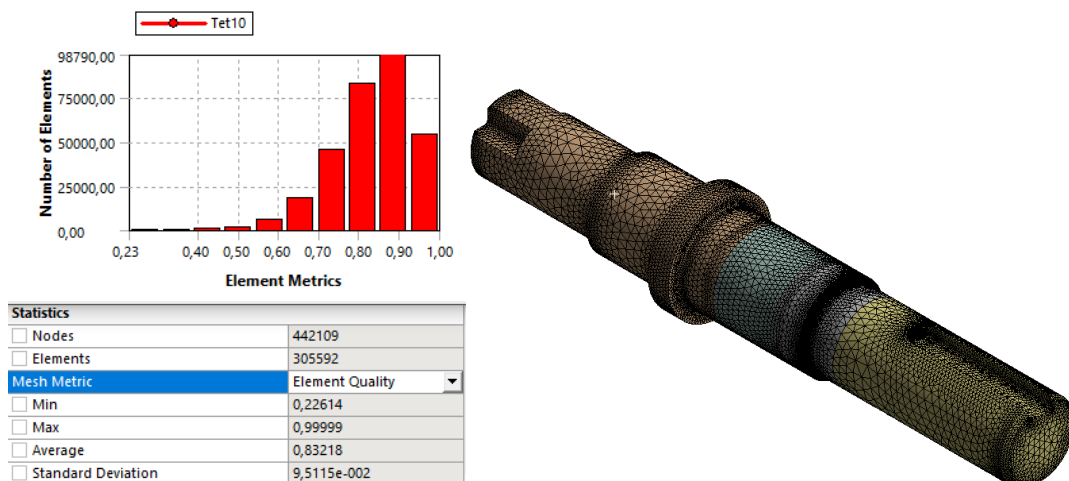 Tet10
98790,00
75000,00
50000,00
25000,00
0,00
Number of Elements
0,23 0,40 0,50 0,60 0,70 0,80 0,90 1,00
Element Metrics
Statistics
Nodes 442109
Elements 305592
Mesh Metric Element Quality
Min 0,22614
Max 0,99999
Average 0,83218
Standard Deviation 9,5115e-002